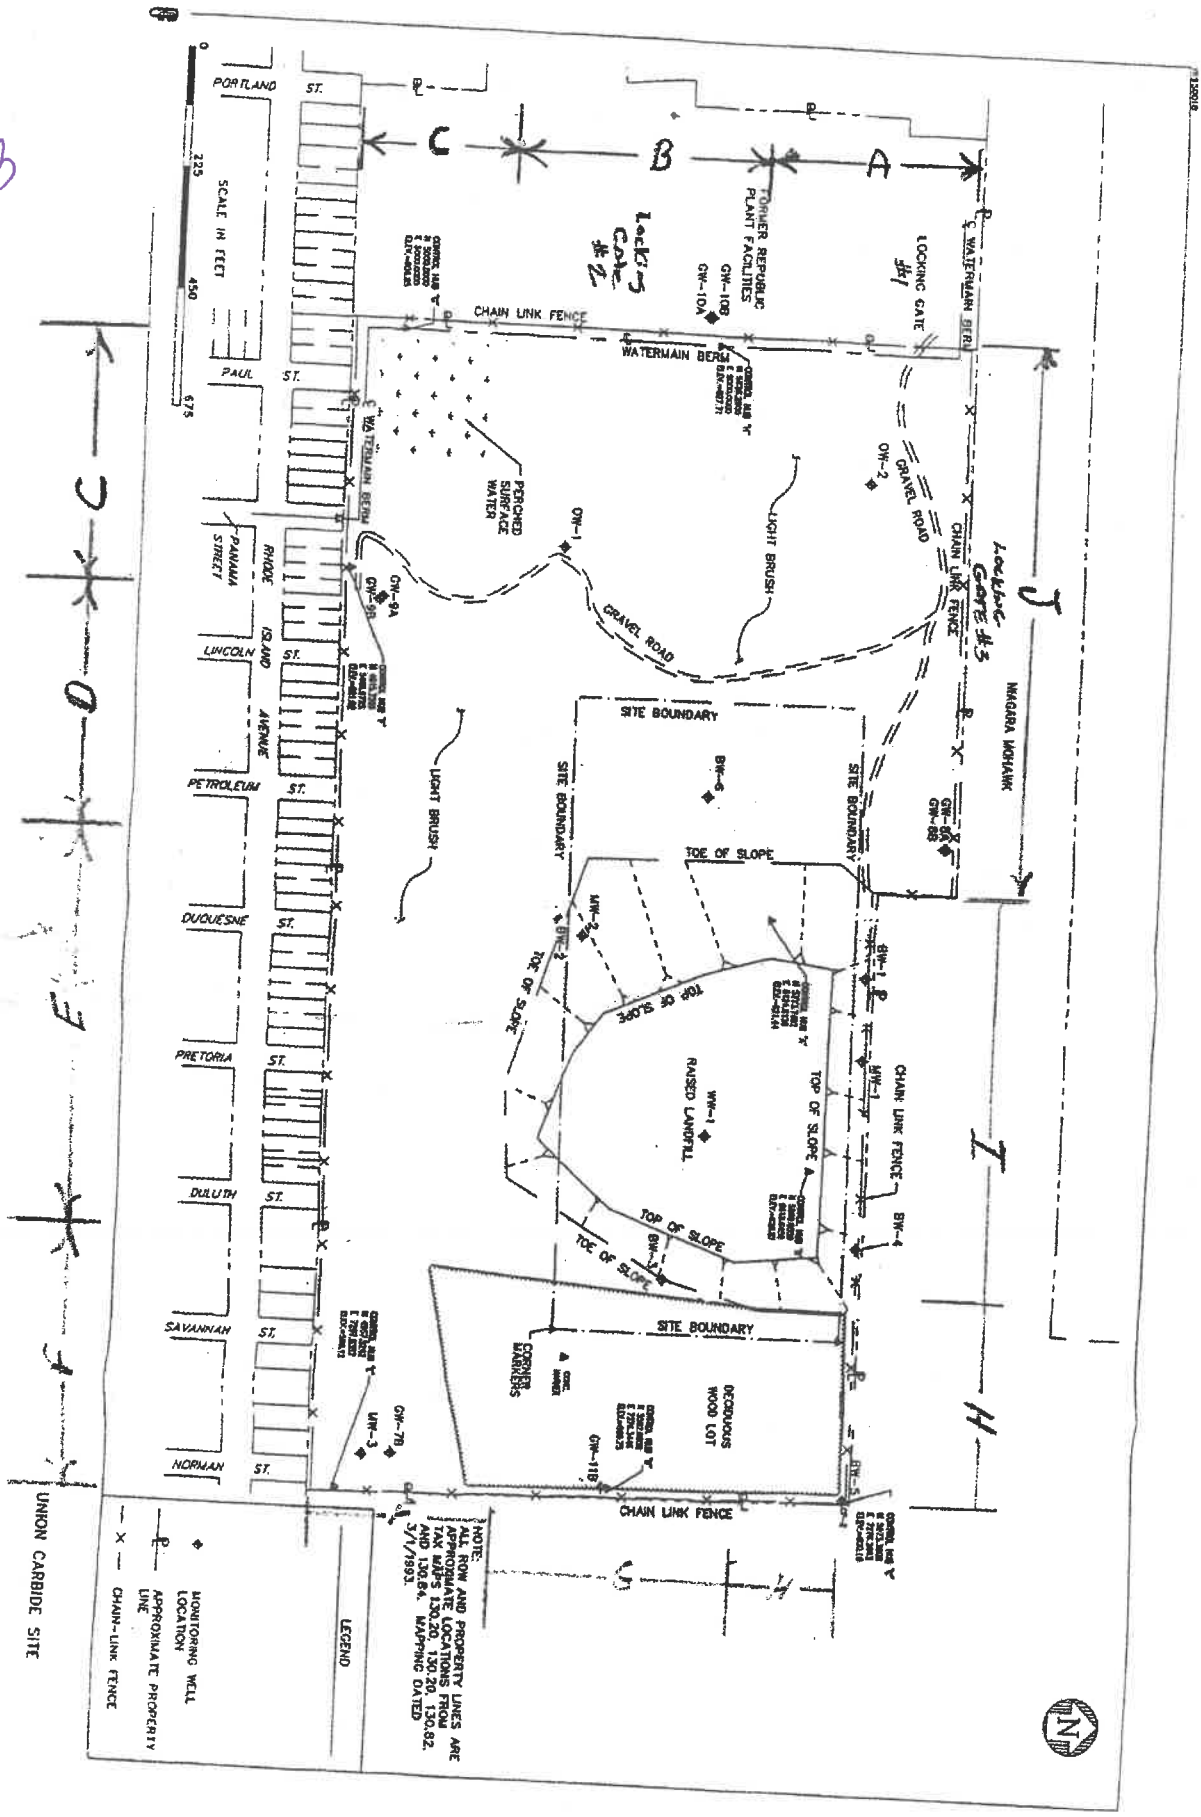 PORTLAND ST.
0
225
450
675
SCALE IN FEET
C
B
A
FORMER REPUBLIC
PLANT FACILITIES
GW-10B
GW-10A
Locking
Gate
#2
LOCKING GATE
#1
℄ WATERMAIN BERM
CHAIN LINK FENCE
WATERMAIN BERM
PAUL ST.
℄ WATERMAIN BERM
PERCHED
SURFACE
WATER
OW-1
OW-2
GRAVEL ROAD
CHAIN LINK FENCE
Locking
GATE #3
J
NIAGARA MOHAWK
LIGHT BRUSH
GRAVEL ROAD
GW-9A
GW-9B
PANAMA
STREET
RHODE ISLAND AVENUE
LINCOLN ST.
PETROLEUM ST.
DUQUESNE ST.
PRETORIA ST.
DULUTH ST.
SAVANNAH ST.
NORMAN ST.
C
D
E
LIGHT BRUSH
SITE BOUNDARY
SITE BOUNDARY
SITE BOUNDARY
BW-6
GW-8A
GW-8B
TOE OF SLOPE
MW-2
BW-2
TOE OF SLOPE
TOP OF SLOPE
BW-1
MW-1
CHAIN LINK FENCE
BW-4
I
WW-1
RAISED LANDFILL
TOP OF SLOPE
TOP OF SLOPE
TOE OF SLOPE
SITE BOUNDARY
CORNER
MARKERS
DECIDUOUS
WOOD LOT
H
GW-11B
GW-7B
MW-3
BW-5
CHAIN LINK FENCE
G
H
NOTE:
ALL ROW AND PROPERTY LINES ARE
APPROXIMATE LOCATIONS FROM
TAX MAPS 130.20, 130.20, 130.82,
AND 130.84. MAPPING DATED
3/1/1993.
LEGEND
MONITORING WELL
LOCATION
APPROXIMATE PROPERTY
LINE
CHAIN-LINK FENCE
N
UNION CARBIDE SITE